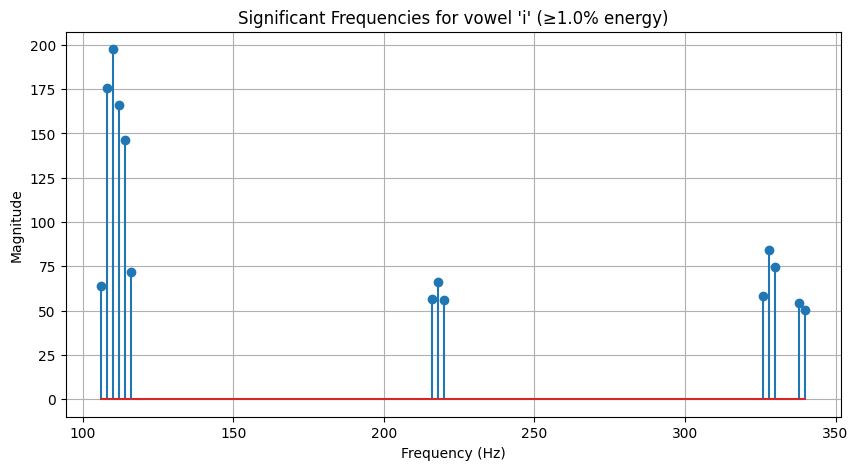 Significant Frequencies for vowel 'i' (≥1.0% energy)
200
175
150
125
100
75
50
25
0
Magnitude
100 150 200 250 300 350
Frequency (Hz)